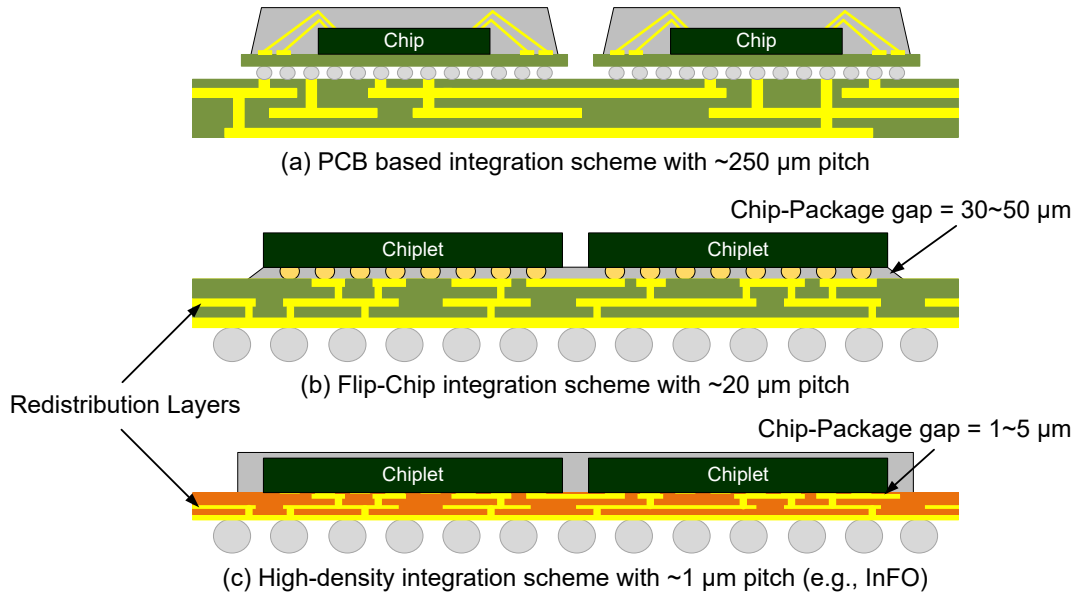 Chip
Chip
(a) PCB based integration scheme with ~250 µm pitch
Chip-Package gap = 30~50 µm
Chiplet
Chiplet
(b) Flip-Chip integration scheme with ~20 µm pitch
Redistribution Layers
Chip-Package gap = 1~5 µm
Chiplet
Chiplet
(c) High-density integration scheme with ~1 µm pitch (e.g., InFO)